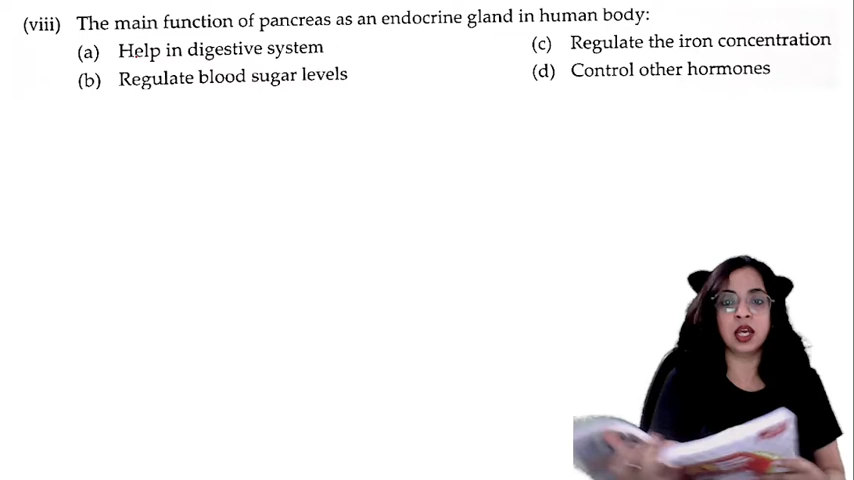 (viii) The main function of pancreas as an endocrine gland in human body:
(a) Help in digestive system
(b) Regulate blood sugar levels
(c) Regulate the iron concentration
(d) Control other hormones